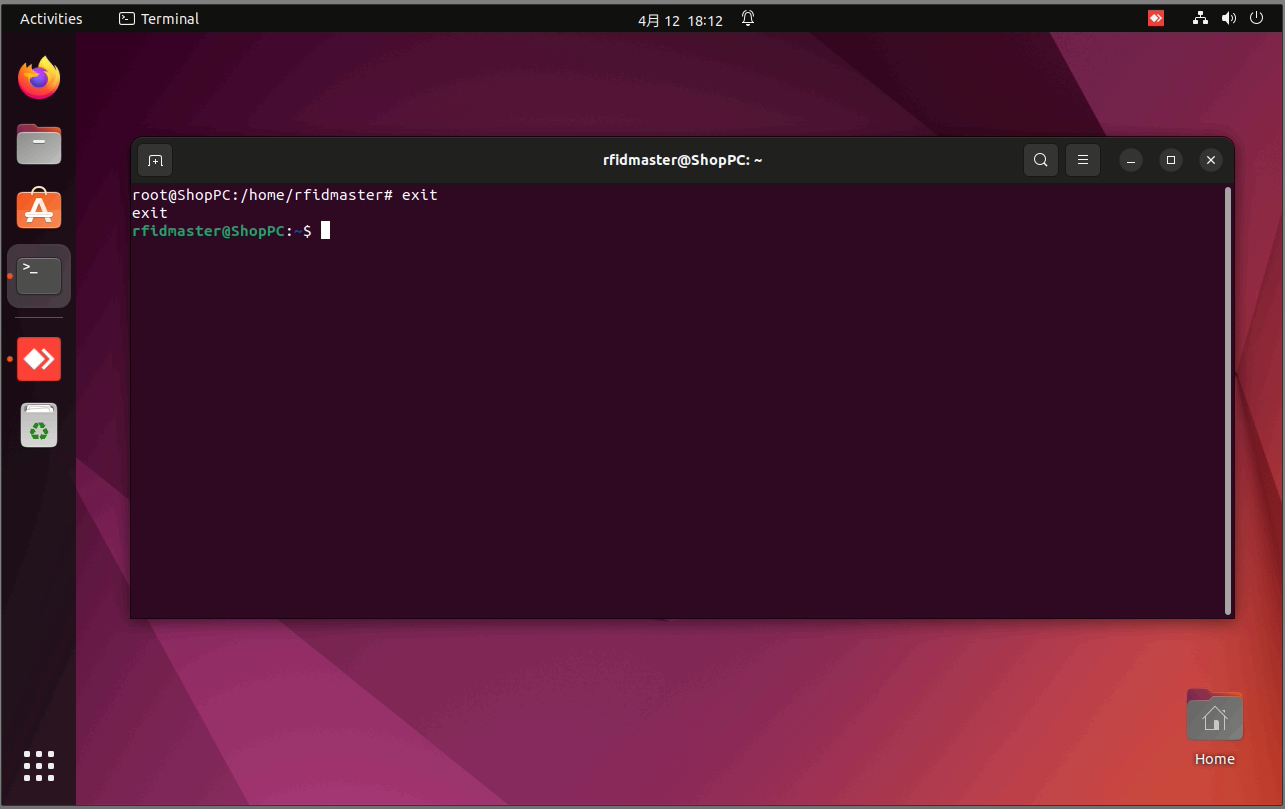 Activities
Terminal
4月 12 18:12
rfidmaster@ShopPC: ~
root@ShopPC:/home/rfidmaster# exit
exit
rfidmaster@ShopPC:~$
>_
Home